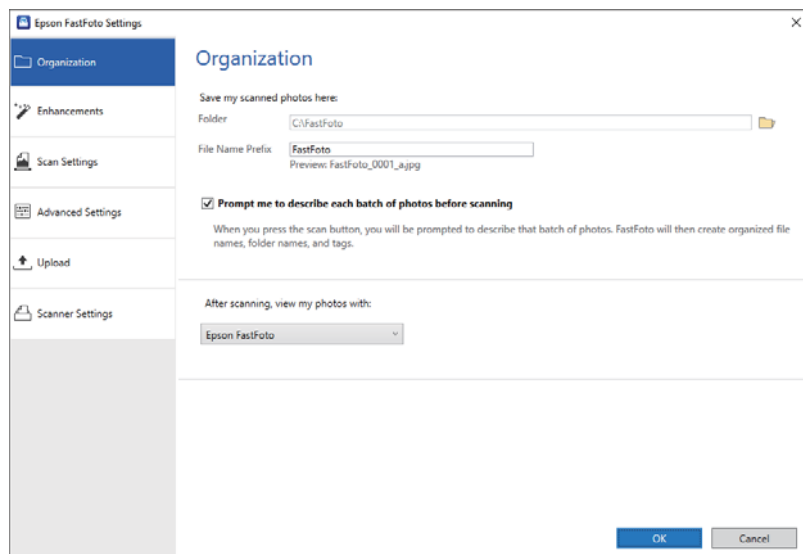 Epson FastFoto Settings
Organization
Enhancements
Scan Settings
Advanced Settings
Upload
Scanner Settings
Organization
Save my scanned photos here:
Folder C:\FastFoto
File Name Prefix FastFoto
Preview: FastFoto_0001_a.jpg
Prompt me to describe each batch of photos before scanning
When you press the scan button, you will be prompted to describe that batch of photos. FastFoto will then create organized file
names, folder names, and tags.
After scanning, view my photos with:
Epson FastFoto
OK Cancel